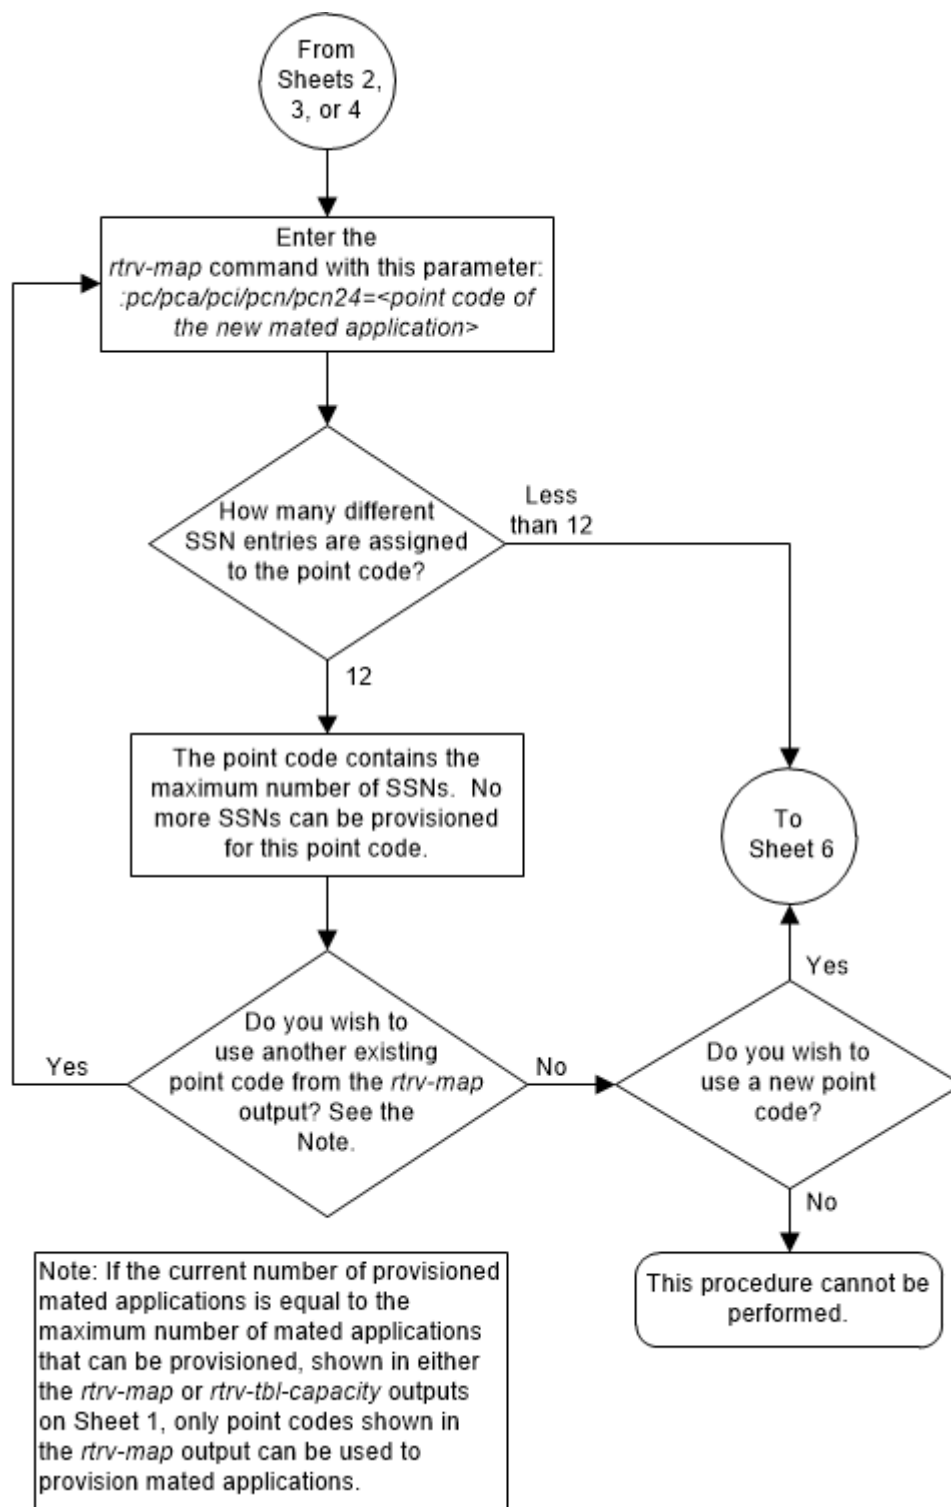 From
Sheets 2,
3, or 4
Enter the
rtrv-map command with this parameter:
:pc/pca/pci/pcn/pcn24=<point code of
the new mated application>
How many different
SSN entries are assigned
to the point code?
Less
than 12
12
The point code contains the
maximum number of SSNs. No
more SSNs can be provisioned
for this point code.
To
Sheet 6
Do you wish to
use another existing
point code from the rtrv-map
output? See the
Note.
Yes
No
Do you wish to
use a new point
code?
Yes
No
This procedure cannot be
performed.
Note: If the current number of provisioned
mated applications is equal to the
maximum number of mated applications
that can be provisioned, shown in either
the rtrv-map or rtrv-tbl-capacity outputs
on Sheet 1, only point codes shown in
the rtrv-map output can be used to
provision mated applications.